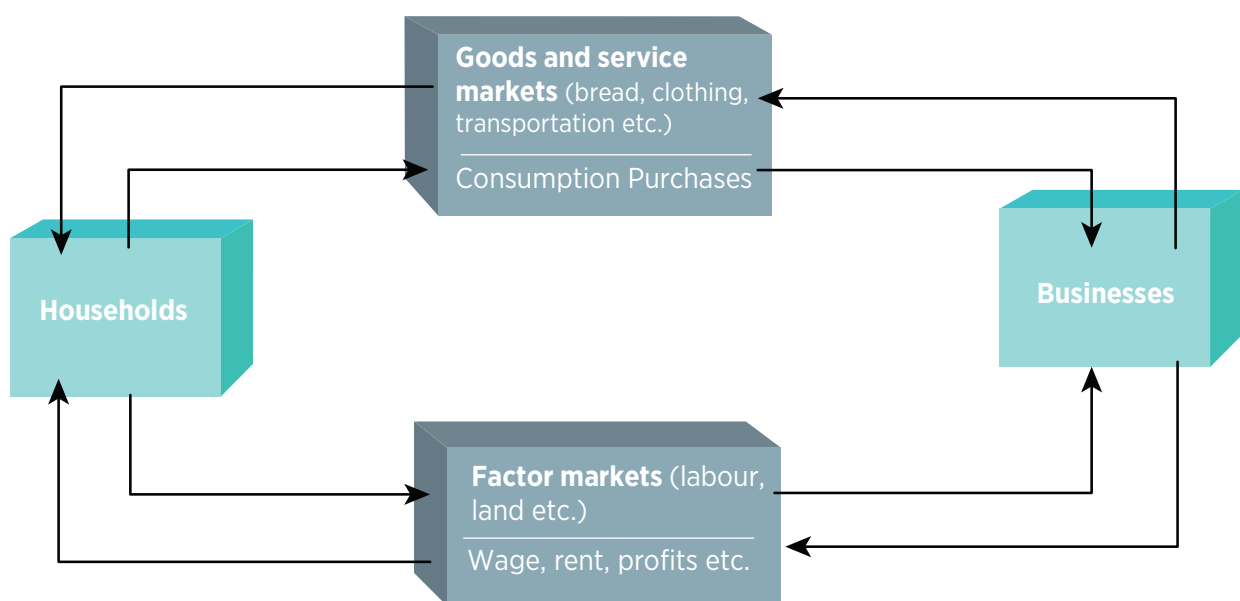 Goods and service
markets (bread, clothing,
transportation etc.)
Consumption Purchases
Households
Businesses
Factor markets (labour,
land etc.)
Wage, rent, profits etc.